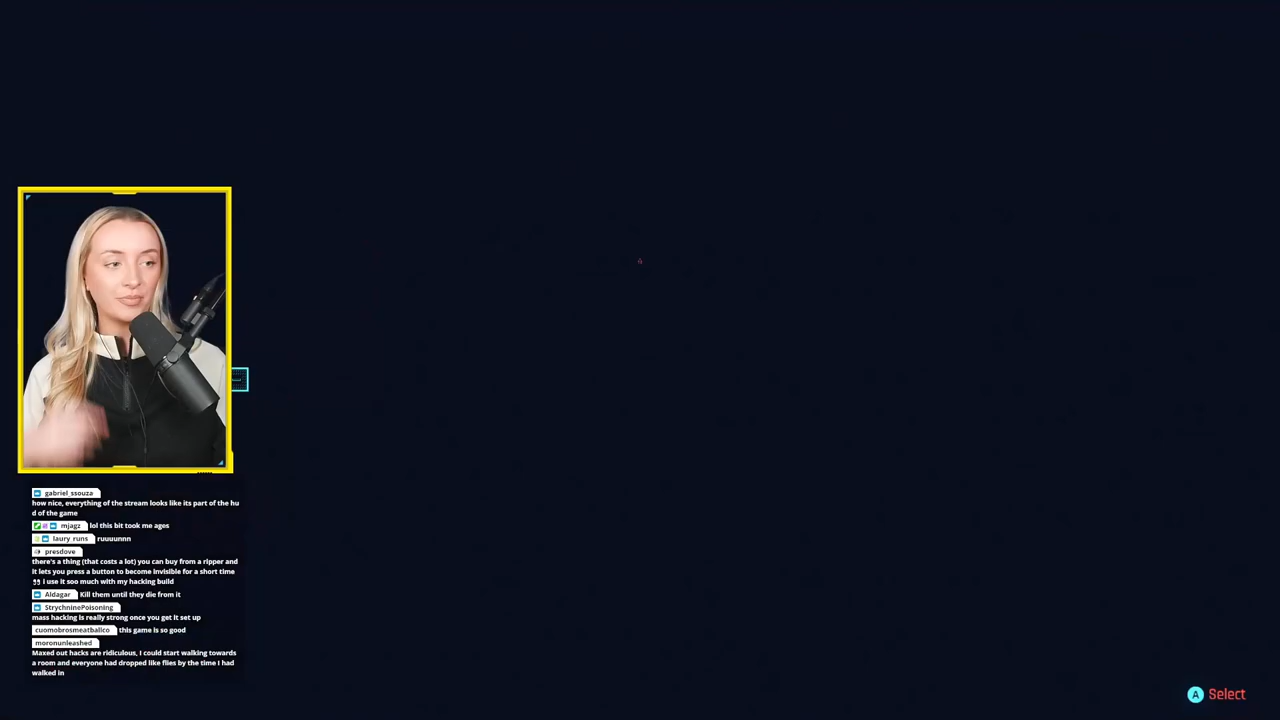 gabriel_ssouza
how nice, everything of the stream looks like its part of the hu
d of the game
mjagz lol this bit took me ages
laury_runs ruuuunnn
presdove
there's a thing (that costs a lot) you can buy from a ripper and
it lets you press a button to become invisible for a short time
i use it soo much with my hacking build
Aldagar Kill them until they die from it
StrychninePoisoning
mass hacking is really strong once you get it set up
cuomobrosmeatballco this game is so good
moronunleashed
Maxed out hacks are ridiculous, I could start walking towards
a room and everyone had dropped like flies by the time I had
walked in
A Select